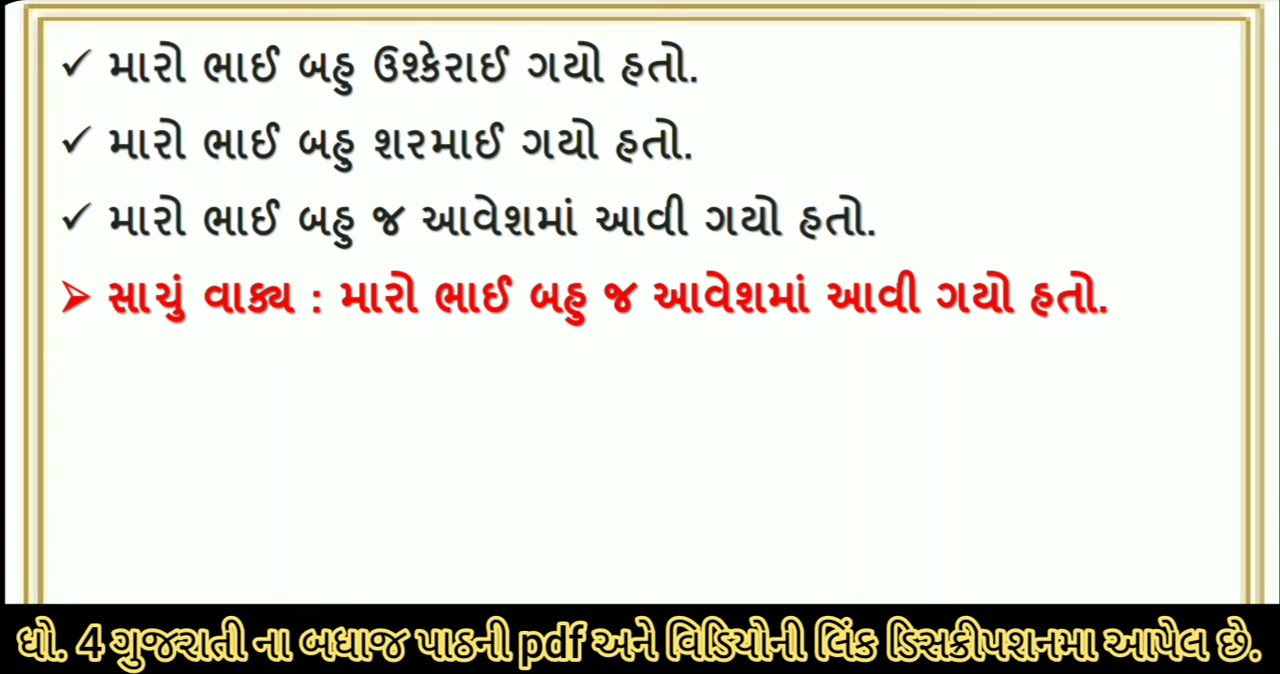 ✓ મારો ભાઈ બહુ ઉશ્કેરાઈ ગયો હતો.
✓ મારો ભાઈ બહુ શરમાઈ ગયો હતો.
✓ મારો ભાઈ બહુ જ આવેશમાં આવી ગયો હતો.
➢ સાચું વાક્ય : મારો ભાઈ બહુ જ આવેશમાં આવી ગયો હતો.
ધો. 4 ગુજરાતી ના બધાજ પાઠની pdf અને વિડિયોની લિંક ડિસક્રીપશનમા આપેલ છે.